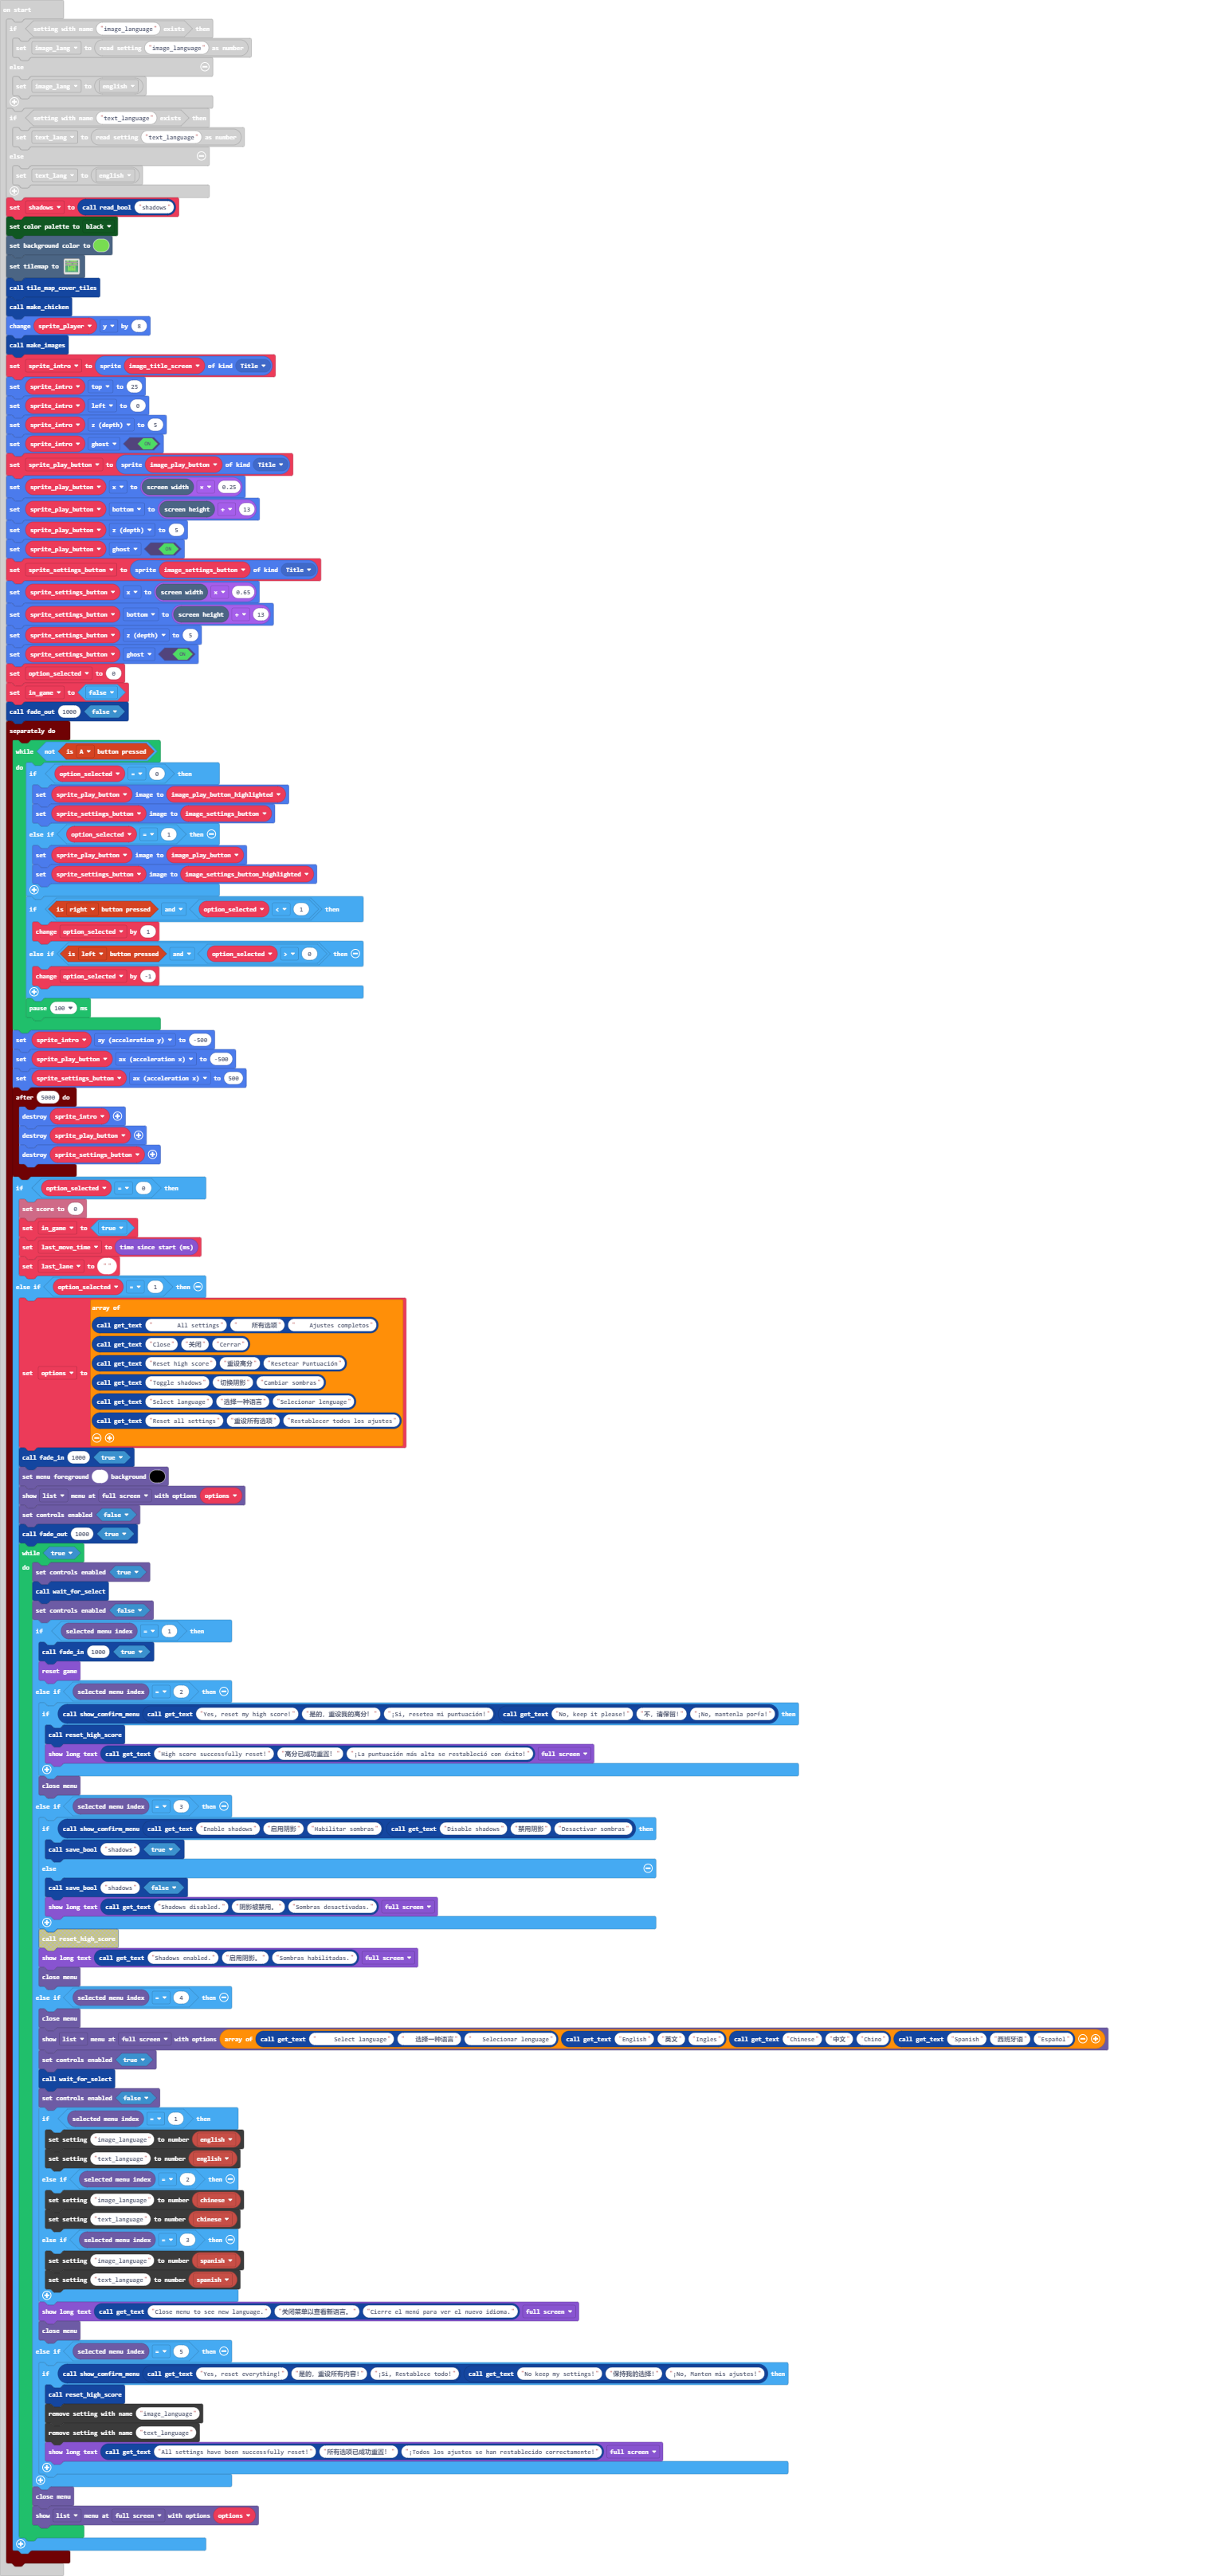 on start
if setting with name "image_language" exists then
set image_lang to read setting "image_language" as number
else
set image_lang to english
if setting with name "text_language" exists then
set text_lang to read setting "text_language" as number
else
set text_lang to english
set shadows to call read_bool "shadows"
set color palette to black
set background color to
set tilemap to
call tile_map_cover_tiles
call make_chicken
change sprite_player y by 8
call make_images
set sprite_intro to sprite image_title_screen of kind Title
set sprite_intro top to 25
set sprite_intro left to 0
set sprite_intro z (depth) to 5
set sprite_intro ghost ON
set sprite_play_button to sprite image_play_button of kind Title
set sprite_play_button x to screen width × 0.25
set sprite_play_button bottom to screen height + 13
set sprite_play_button z (depth) to 5
set sprite_play_button ghost ON
set sprite_settings_button to sprite image_settings_button of kind Title
set sprite_settings_button x to screen width × 0.65
set sprite_settings_button bottom to screen height + 13
set sprite_settings_button z (depth) to 5
set sprite_settings_button ghost ON
set option_selected to 0
set in_game to false
call fade_out 1000 false
separately do
while not is A button pressed
do if option_selected = 0 then
set sprite_play_button image to image_play_button_highlighted
set sprite_settings_button image to image_settings_button
else if option_selected = 1 then
set sprite_play_button image to image_play_button
set sprite_settings_button image to image_settings_button_highlighted
if is right button pressed and option_selected < 1 then
change option_selected by 1
else if is left button pressed and option_selected > 0 then
change option_selected by -1
pause 100 ms
set sprite_intro ay (acceleration y) to -500
set sprite_play_button ax (acceleration x) to -500
set sprite_settings_button ax (acceleration x) to 500
after 5000 do
destroy sprite_intro
destroy sprite_play_button
destroy sprite_settings_button
if option_selected = 0 then
set score to 0
set in_game to true
set last_move_time to time since start (ms)
set last_lane to " "
else if option_selected = 1 then
array of
call get_text " All settings" " 所有选项" " Ajustes completos"
call get_text "Close" "关闭" "Cerrar"
call get_text "Reset high score" "重设高分" "Resetear Puntuación"
set options to call get_text "Toggle shadows" "切换阴影" "Cambiar sombras"
call get_text "Select language" "选择一种语言" "Selecionar lenguage"
call get_text "Reset all settings" "重设所有选项" "Restablecer todos los ajustes"
call fade_in 1000 true
set menu foreground background
show list menu at full screen with options options
set controls enabled false
call fade_out 1000 true
while true
do set controls enabled true
call wait_for_select
set controls enabled false
if selected menu index = 1 then
call fade_in 1000 true
reset game
else if selected menu index = 2 then
if call show_confirm_menu call get_text "Yes, reset my high score!" "是的，重设我的高分！" "¡Si, resetea mi puntuación!" call get_text "No, keep it please!" "不，请保留!" "¡No, mantenla porfa!" then
call reset_high_score
show long text call get_text "High score successfully reset!" "高分已成功重置！" "¡La puntuación más alta se restableció con éxito!" full screen
close menu
else if selected menu index = 3 then
if call show_confirm_menu call get_text "Enable shadows" "启用阴影" "Habilitar sombras" call get_text "Disable shadows" "禁用阴影" "Desactivar sombras" then
call save_bool "shadows" true
else
call save_bool "shadows" false
show long text call get_text "Shadows disabled." "阴影被禁用。" "Sombras desactivadas." full screen
call reset_high_score
show long text call get_text "Shadows enabled." "启用阴影。" "Sombras habilitadas." full screen
close menu
else if selected menu index = 4 then
close menu
show list menu at full screen with options array of call get_text " Select language" " 选择一种语言" " Selecionar lenguage" call get_text "English" "英文" "Ingles" call get_text "Chinese" "中文" "Chino" call get_text "Spanish" "西班牙语" "Español"
set controls enabled true
call wait_for_select
set controls enabled false
if selected menu index = 1 then
set setting "image_language" to number english
set setting "text_language" to number english
else if selected menu index = 2 then
set setting "image_language" to number chinese
set setting "text_language" to number chinese
else if selected menu index = 3 then
set setting "image_language" to number spanish
set setting "text_language" to number spanish
show long text call get_text "Close menu to see new language." "关闭菜单以查看新语言。" "Cierre el menú para ver el nuevo idioma." full screen
close menu
else if selected menu index = 5 then
if call show_confirm_menu call get_text "Yes, reset everything!" "是的，重设所有内容!" "¡Si, Restablece todo!" call get_text "No keep my settings!" "保持我的选择!" "¡No, Manten mis ajustes!" then
call reset_high_score
remove setting with name "image_language"
remove setting with name "text_language"
show long text call get_text "All settings have been successfully reset!" "所有选项已成功重置！" "¡Todos los ajustes se han restablecido correctamente!" full screen
close menu
show list menu at full screen with options options